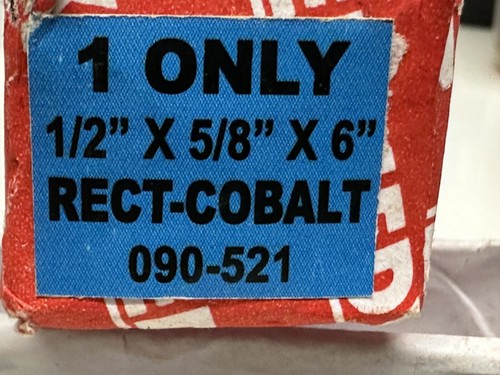 1 ONLY
1/2” X 5/8” X 6”
RECT-COBALT
090-521